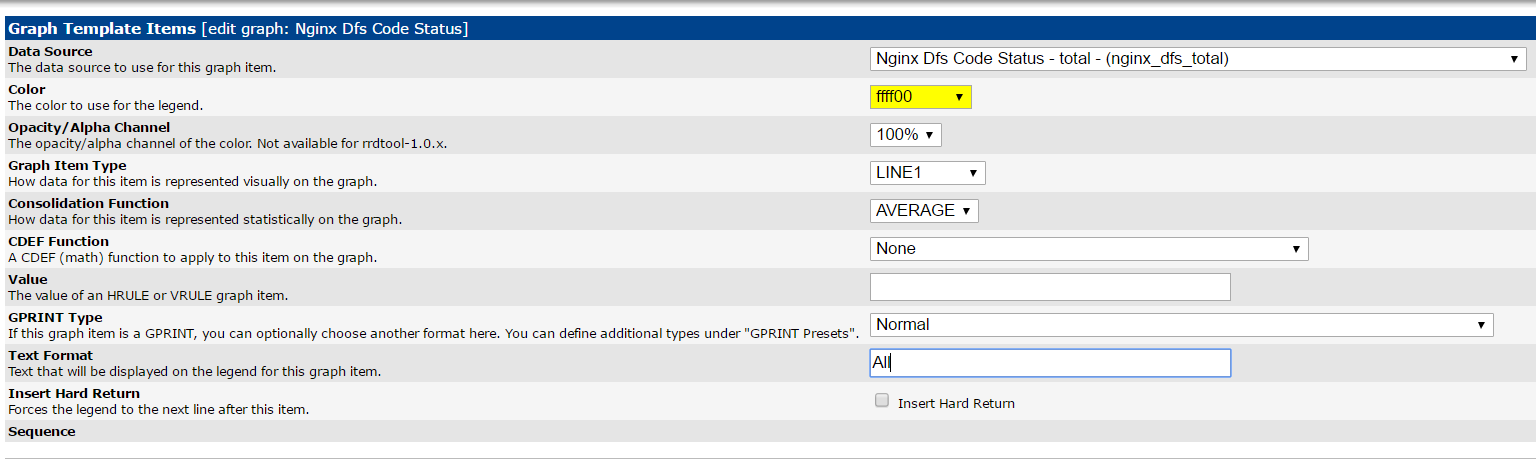 Graph Template Items [edit graph: Nginx Dfs Code Status]
Data Source
The data source to use for this graph item.
Nginx Dfs Code Status - total - (nginx_dfs_total)
Color
The color to use for the legend.
ffff00
Opacity/Alpha Channel
The opacity/alpha channel of the color. Not available for rrdtool-1.0.x.
100%
Graph Item Type
How data for this item is represented visually on the graph.
LINE1
Consolidation Function
How data for this item is represented statistically on the graph.
AVERAGE
CDEF Function
A CDEF (math) function to apply to this item on the graph.
None
Value
The value of an HRULE or VRULE graph item.
GPRINT Type
If this graph item is a GPRINT, you can optionally choose another format here. You can define additional types under "GPRINT Presets".
Normal
Text Format
Text that will be displayed on the legend for this graph item.
All
Insert Hard Return
Forces the legend to the next line after this item.
Insert Hard Return
Sequence